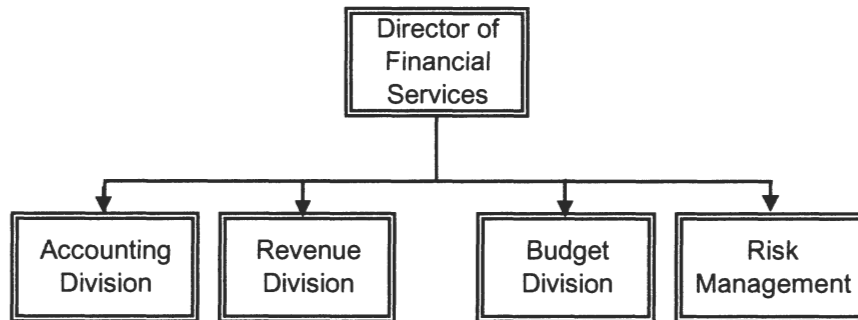 Director of
Financial
Services
Accounting
Division
Revenue
Division
Budget
Division
Risk
Management